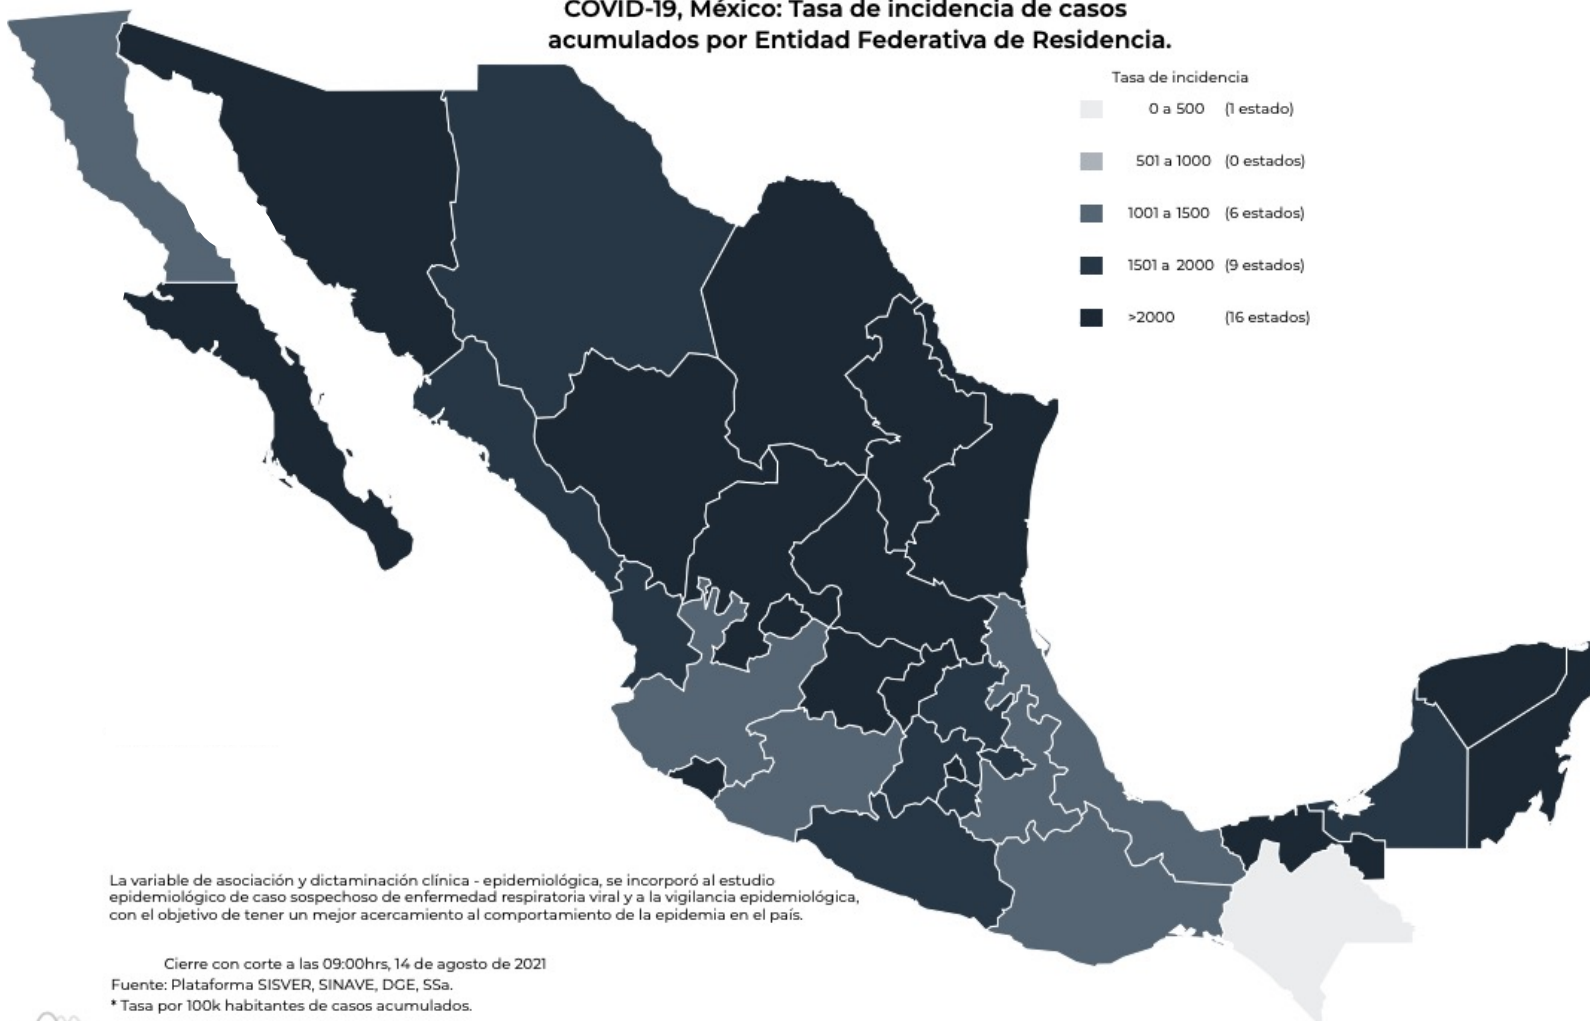 COVID-19, México: Tasa de incidencia de casos
acumulados por Entidad Federativa de Residencia.
Tasa de incidencia
0 a 500 (1 estado)
501 a 1000 (0 estados)
1001 a 1500 (6 estados)
1501 a 2000 (9 estados)
>2000 (16 estados)
La variable de asociación y dictaminación clínica - epidemiológica, se incorporó al estudio
epidemiológico de caso sospechoso de enfermedad respiratoria viral y a la vigilancia epidemiológica,
con el objetivo de tener un mejor acercamiento al comportamiento de la epidemia en el país.
Cierre con corte a las 09:00hrs, 14 de agosto de 2021
Fuente: Plataforma SISVER, SINAVE, DGE, SSa.
* Tasa por 100k habitantes de casos acumulados.